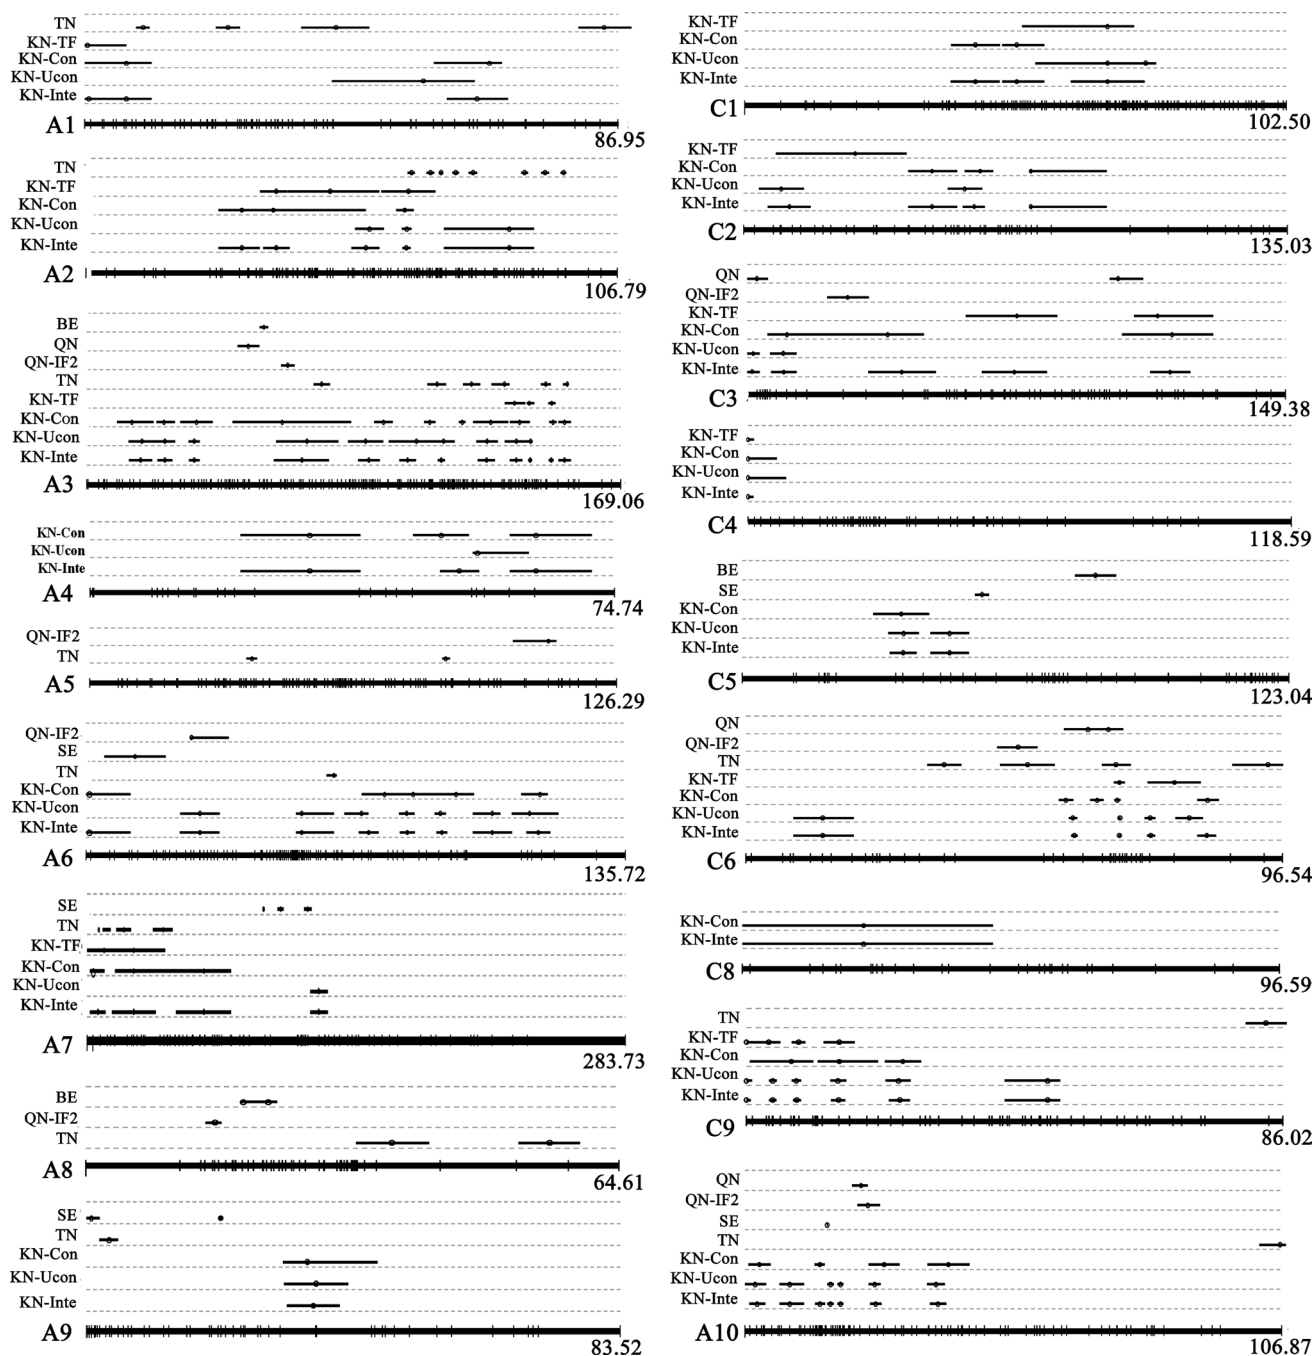 TN
KN-TF
KN-Con
KN-Ucon
KN-Inte
A1
86.95
TN
KN-TF
KN-Con
KN-Ucon
KN-Inte
A2
106.79
BE
QN
QN-IF2
TN
KN-TF
KN-Con
KN-Ucon
KN-Inte
A3
169.06
KN-Con
KN-Ucon
KN-Inte
A4
74.74
QN-IF2
TN
A5
126.29
QN-IF2
SE
TN
KN-Con
KN-Ucon
KN-Inte
A6
135.72
SE
TN
KN-TF
KN-Con
KN-Ucon
KN-Inte
A7
283.73
BE
QN-IF2
TN
A8
64.61
SE
TN
KN-Con
KN-Ucon
KN-Inte
A9
83.52
KN-TF
KN-Con
KN-Ucon
KN-Inte
C1
102.50
KN-TF
KN-Con
KN-Ucon
KN-Inte
C2
135.03
QN
QN-IF2
KN-TF
KN-Con
KN-Ucon
KN-Inte
C3
149.38
KN-TF
KN-Con
KN-Ucon
KN-Inte
C4
118.59
BE
SE
KN-Con
KN-Ucon
KN-Inte
C5
123.04
QN
QN-IF2
TN
KN-TF
KN-Con
KN-Ucon
KN-Inte
C6
96.54
KN-Con
KN-Inte
C8
96.59
TN
KN-TF
KN-Con
KN-Ucon
KN-Inte
C9
86.02
QN
QN-IF2
SE
TN
KN-Con
KN-Ucon
KN-Inte
A10
106.87